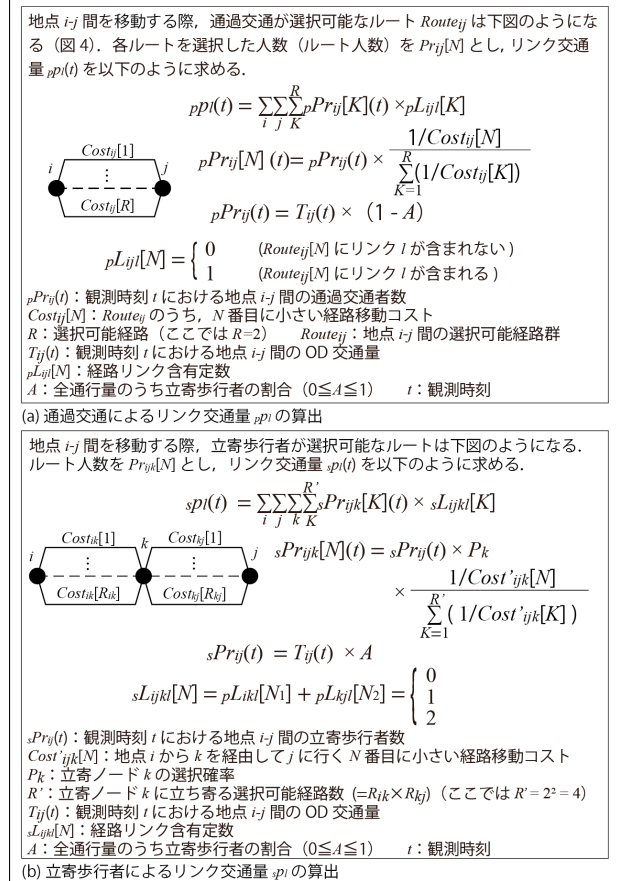 地点 i-j 間を移動する際，通過交通が選択可能なルート Routeij は下図のようにな
る（図 4）．各ルートを選択した人数（ルート人数）を Prij[N] とし, リンク交通
量 ppl(t) を以下のように求める．
ppl(t) = ΣiΣjΣ^R_K pPrij[K](t) ×pLijl[K]
Costij[1]
i
j
⋮
Costij[R]
pPrij[N] (t)= pPrij(t) × (1/Costij[N]) / (Σ^R_{K=1}(1/Costij[K]))
pPrij(t) = Tij(t) × （1 - A）
pLijl[N] = {
0 （Routeij[N] にリンク l が含まれない )
1 （Routeij[N] にリンク l が含まれる )
pPrij(t)：観測時刻 t における地点 i-j 間の通過交通者数
Costij[N]：Routeij のうち，N 番目に小さい経路移動コスト
R：選択可能経路（ここでは R=2） Routeij：地点 i-j 間の選択可能経路群
Tij(t)：観測時刻 t における地点 i-j 間の OD 交通量
pLijl[N]：経路リンク含有定数
A：全通行量のうち立寄歩行者の割合（0≦A≦1） t：観測時刻
(a) 通過交通によるリンク交通量 ppl の算出
地点 i-j 間を移動する際，立寄歩行者が選択可能なルートは下図のようになる．
ルート人数を Prijk[N] とし，リンク交通量 spl(t) を以下のように求める．
spl(t) = ΣiΣjΣkΣ^R'_K sPrijk[K](t) × sLijkl[K]
Costik[1] k Costkj[1]
i
j
⋮ ⋮
Costik[Rik] Costkj[Rkj]
sPrijk[N](t) = sPrij(t) × Pk
× (1/Cost'ijk[N]) / (Σ^R'_{K=1}( 1/Cost'ijk[K] ))
sPrij(t) = Tij(t) × A
sLijkl[N] = pLikl[N1] + pLkjl[N2] = {
0
1
2
sPrij(t)：観測時刻 t における地点 i-j 間の立寄歩行者数
Cost'ijk[N]：地点 i から k を経由して j に行く N 番目に小さい経路移動コスト
Pk：立寄ノード k の選択確率
R'：立寄ノード k に立ち寄る選択可能経路数 (=Rik×Rkj)（ここでは R' = 2² = 4）
Tij(t)：観測時刻 t における地点 i-j 間の OD 交通量
sLijkl[N]：経路リンク含有定数
A：全通行量のうち立寄歩行者の割合（0≦A≦1） t：観測時刻
(b) 立寄歩行者によるリンク交通量 spl の算出